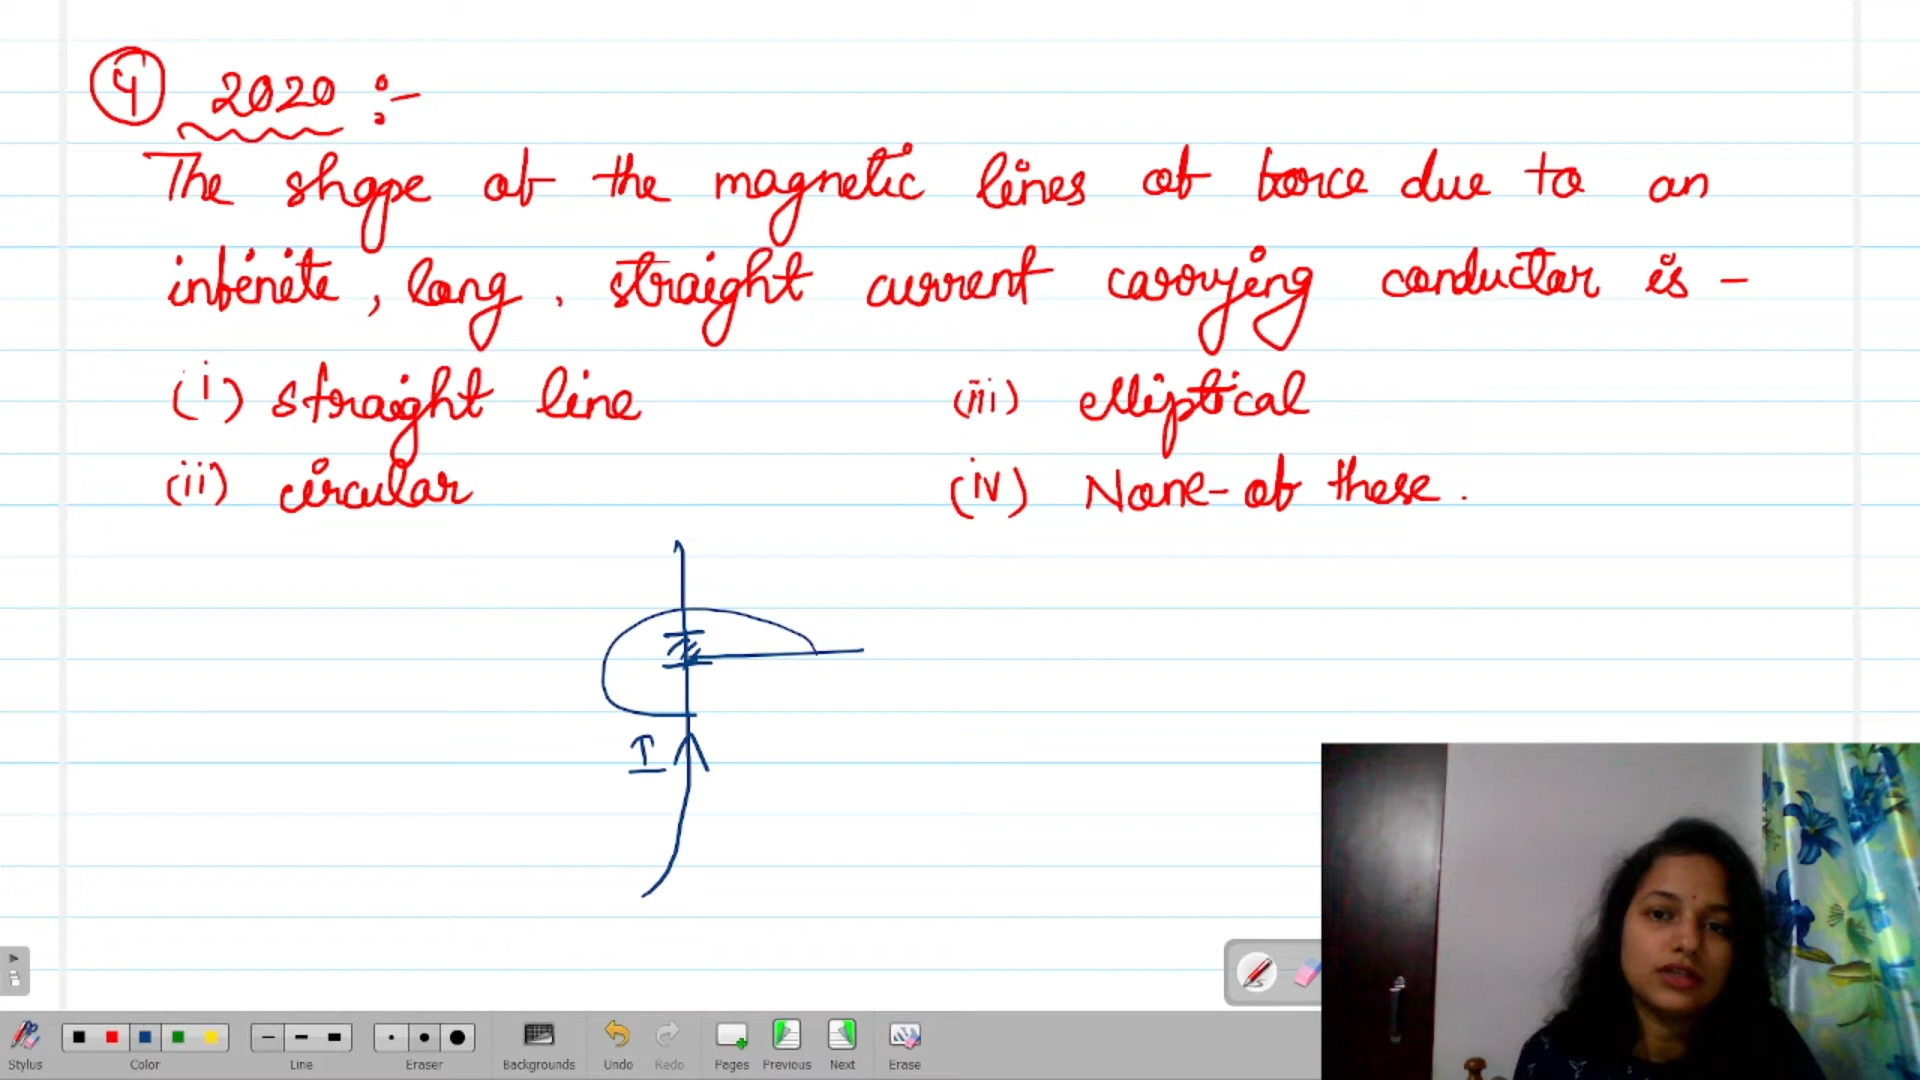 4 2020 :-
The shape of the magnetic lines of force due to an
infinite, long, straight current carrying conductor is -
(i) straight line
(iii) elliptical
(ii) circular
(iv) None-of these.
I
Stylus
Color
Line
Eraser
Backgrounds
Undo
Redo
Pages
Previous
Next
Erase